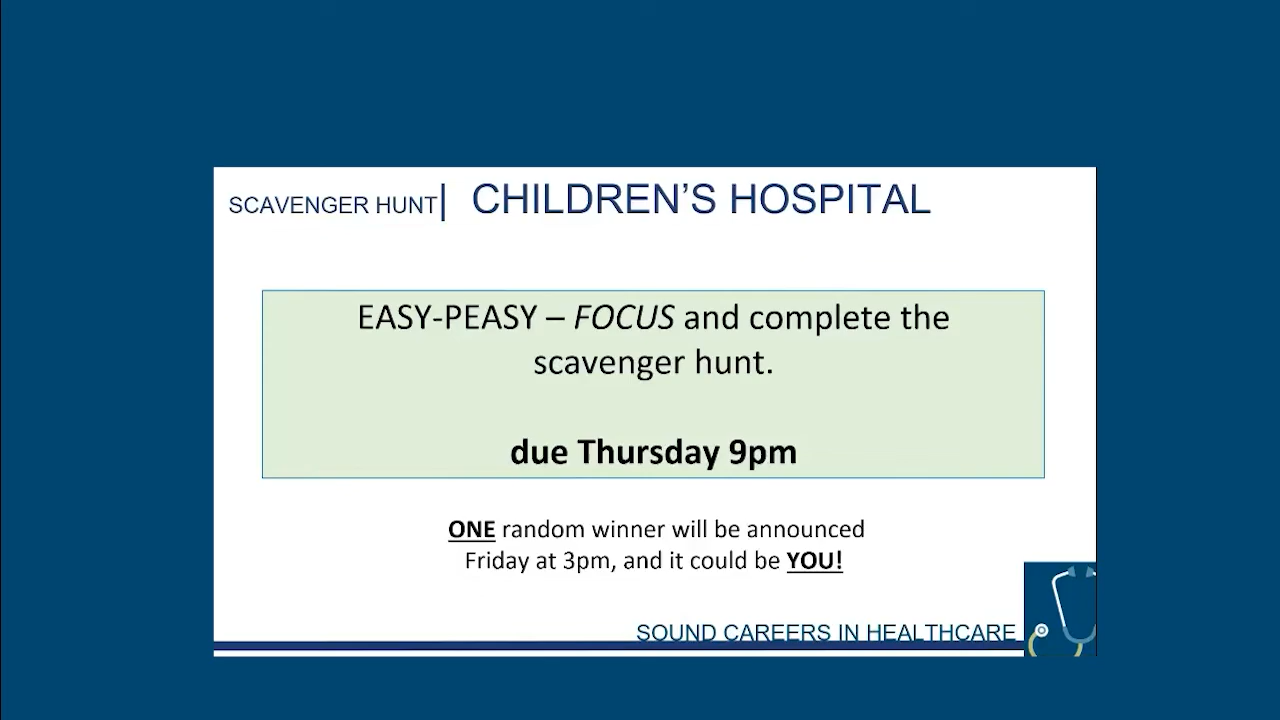 SCAVENGER HUNT| CHILDREN’S HOSPITAL
EASY-PEASY – FOCUS and complete the
scavenger hunt.
due Thursday 9pm
ONE random winner will be announced
Friday at 3pm, and it could be YOU!
SOUND CAREERS IN HEALTHCARE